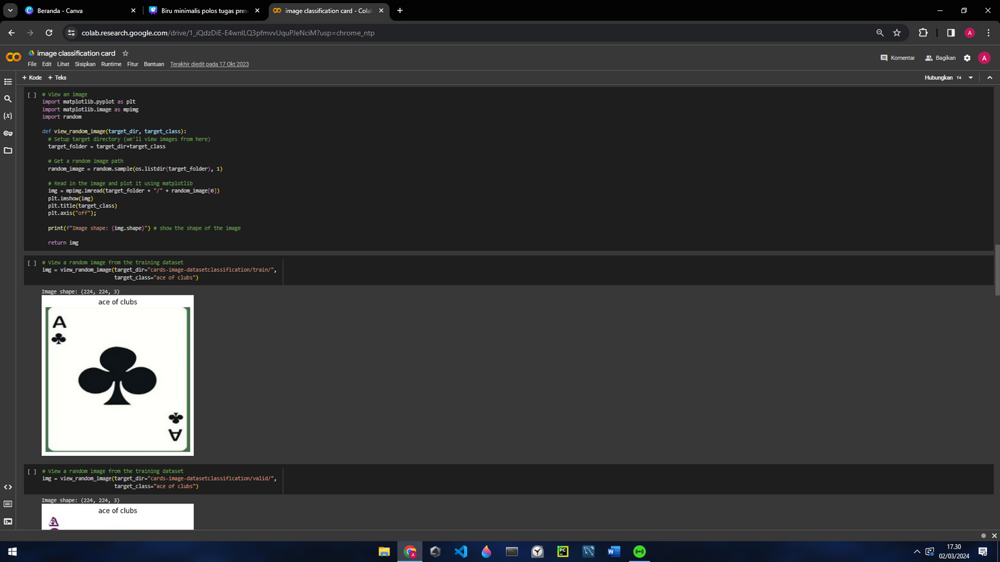 Beranda - Canva
Biru minimalis polos tugas pres
image classification card - Colab
colab.research.google.com/drive/1_iQdzDiE-E4wnlLQ3pfmvvUquPJeNciM?usp=chrome_ntp
A
image classification card
File Edit Lihat Sisipkan Runtime Fitur Bantuan Terakhir diedit pada 17 Okt 2023
Komentar
Bagikan
A
+ Kode + Teks
Hubungkan T4
[ ] # View an image
import matplotlib.pyplot as plt
import matplotlib.image as mpimg
import random
def view_random_image(target_dir, target_class):
# Setup target directory (we'll view images from here)
target_folder = target_dir+target_class
# Get a random image path
random_image = random.sample(os.listdir(target_folder), 1)
# Read in the image and plot it using matplotlib
img = mpimg.imread(target_folder + "/" + random_image[0])
plt.imshow(img)
plt.title(target_class)
plt.axis("off");
print(f"Image shape: {img.shape}") # show the shape of the image
return img
[ ] # View a random image from the training dataset
img = view_random_image(target_dir="cards-image-datasetclassification/train/",
target_class="ace of clubs")
Image shape: (224, 224, 3)
ace of clubs
A
A
[ ] # View a random image from the training dataset
img = view_random_image(target_dir="cards-image-datasetclassification/valid/",
target_class="ace of clubs")
Image shape: (224, 224, 3)
ace of clubs
A
17.30
02/03/2024